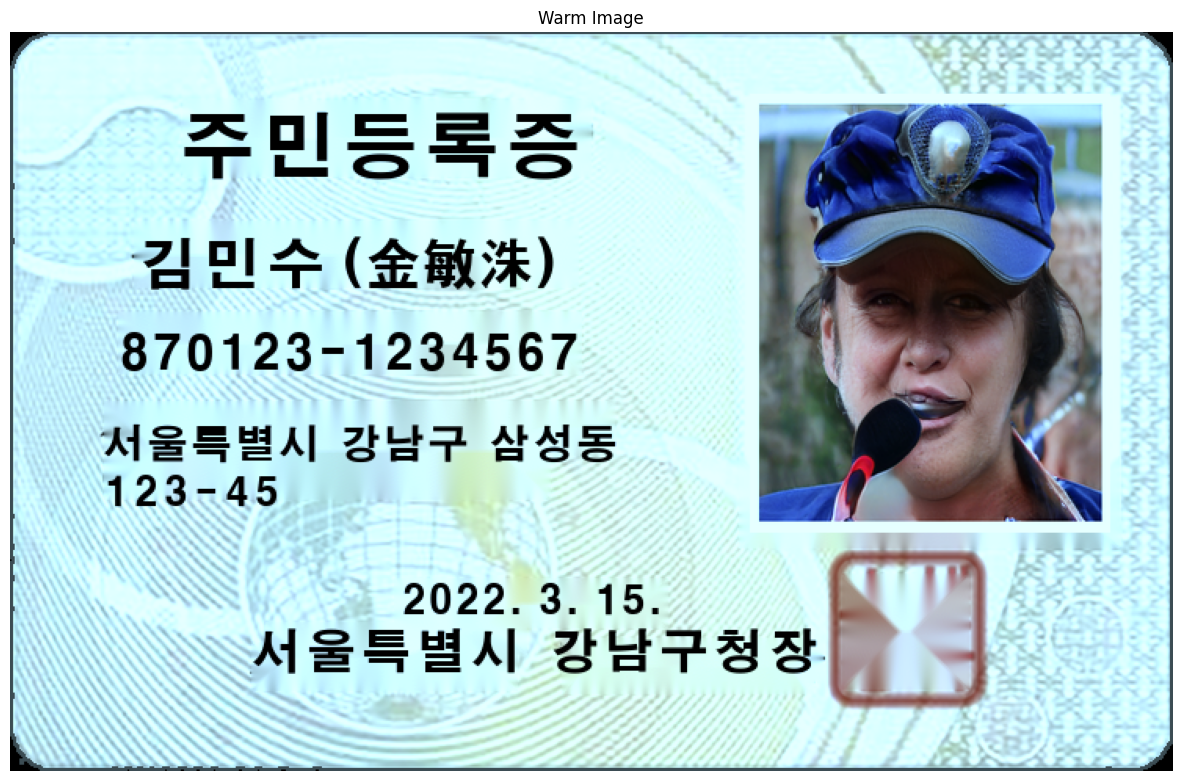 Warm Image
주민등록증
김민수(金敏洙)
870123-1234567
서울특별시 강남구 삼성동
123-45
2022. 3. 15.
서울특별시 강남구청장